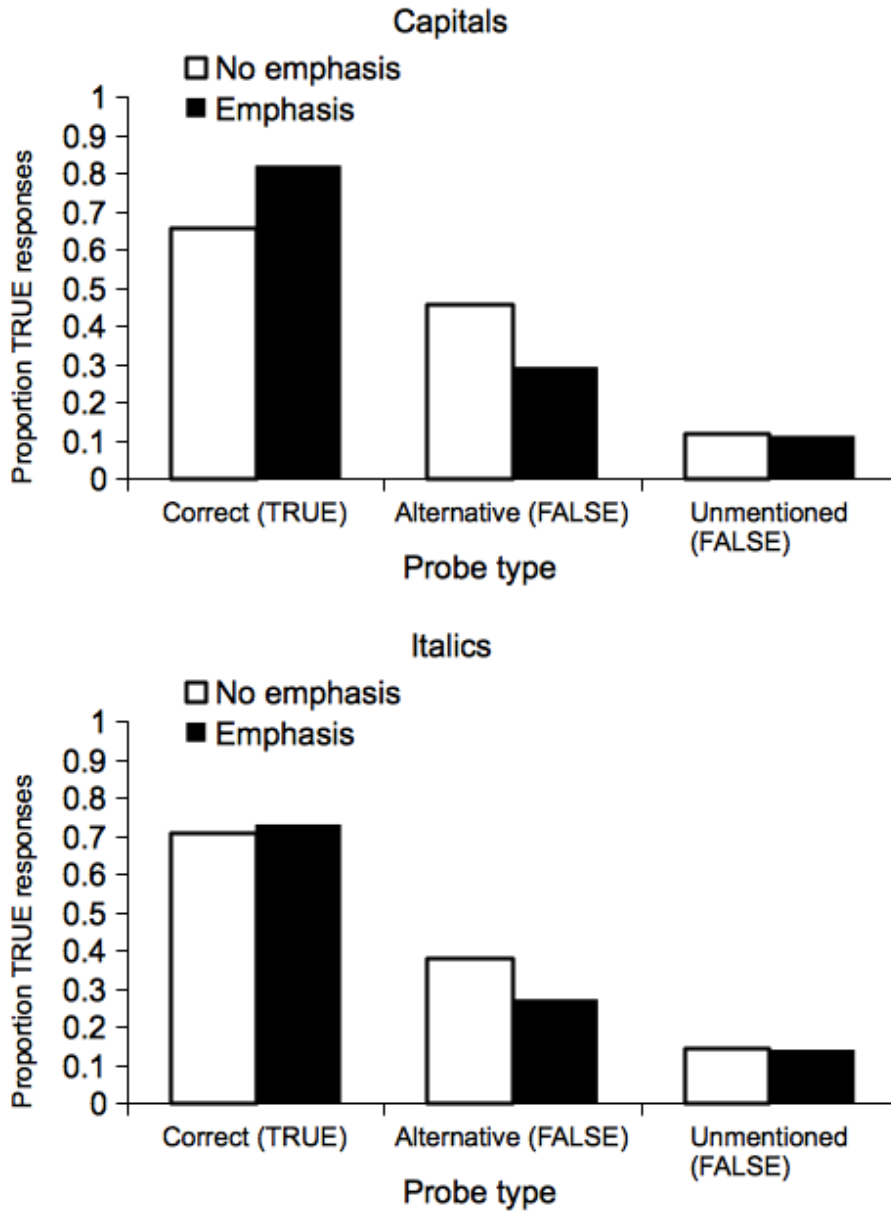 Capitals
No emphasis
Emphasis
Proportion TRUE responses
1
0.9
0.8
0.7
0.6
0.5
0.4
0.3
0.2
0.1
0
Correct (TRUE)
Alternative (FALSE)
Unmentioned
(FALSE)
Probe type
Italics
No emphasis
Emphasis
Proportion TRUE responses
1
0.9
0.8
0.7
0.6
0.5
0.4
0.3
0.2
0.1
0
Correct (TRUE)
Alternative (FALSE)
Unmentioned
(FALSE)
Probe type